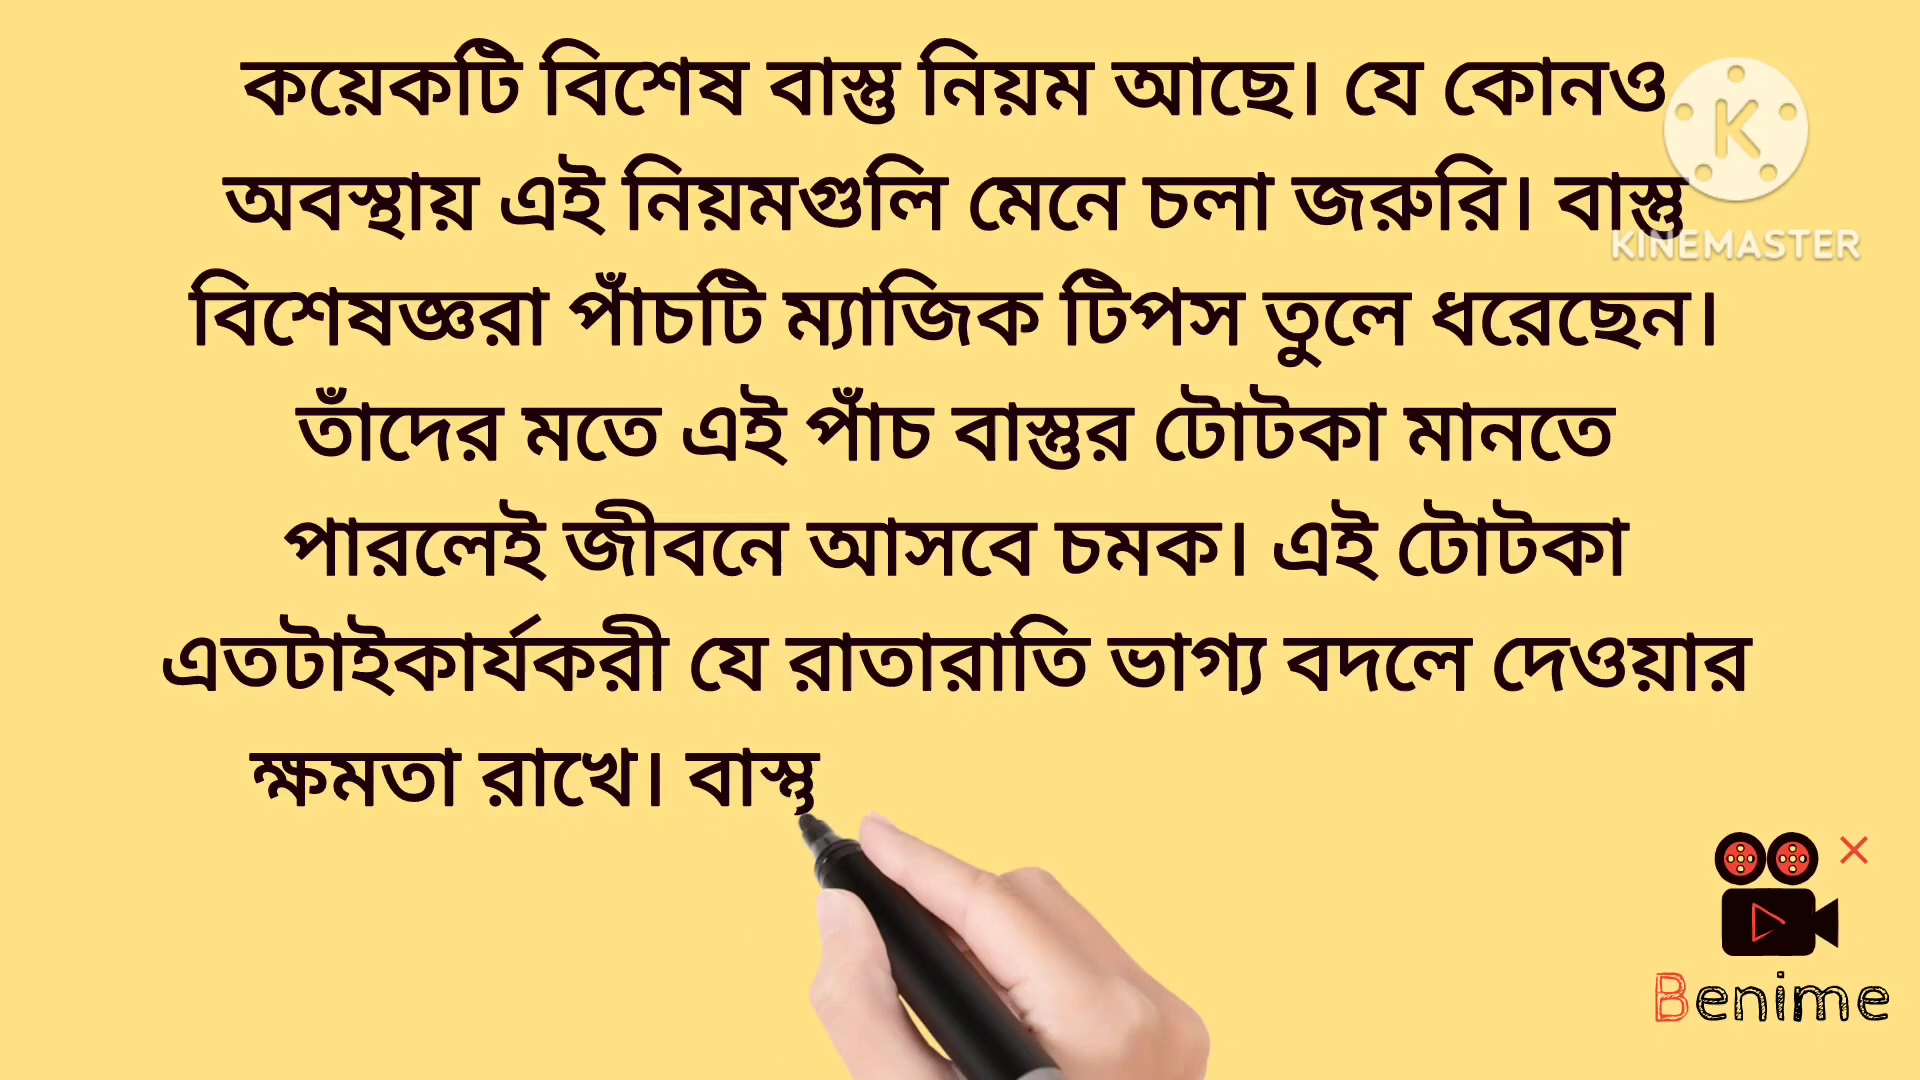 কয়েকটি বিশেষ বাস্তু নিয়ম আছে। যে কোনও
অবস্থায় এই নিয়মগুলি মেনে চলা জরুরি। বাস্তু
বিশেষজ্ঞরা পাঁচটি ম্যাজিক টিপস তুলে ধরেছেন।
তাঁদের মতে এই পাঁচ বাস্তুর টোটকা মানতে
পারলেই জীবনে আসবে চমক। এই টোটকা
এতটাইকার্যকরী যে রাতারাতি ভাগ্য বদলে দেওয়ার
ক্ষমতা রাখে। বাস্তু
K
KINEMASTER
Benime